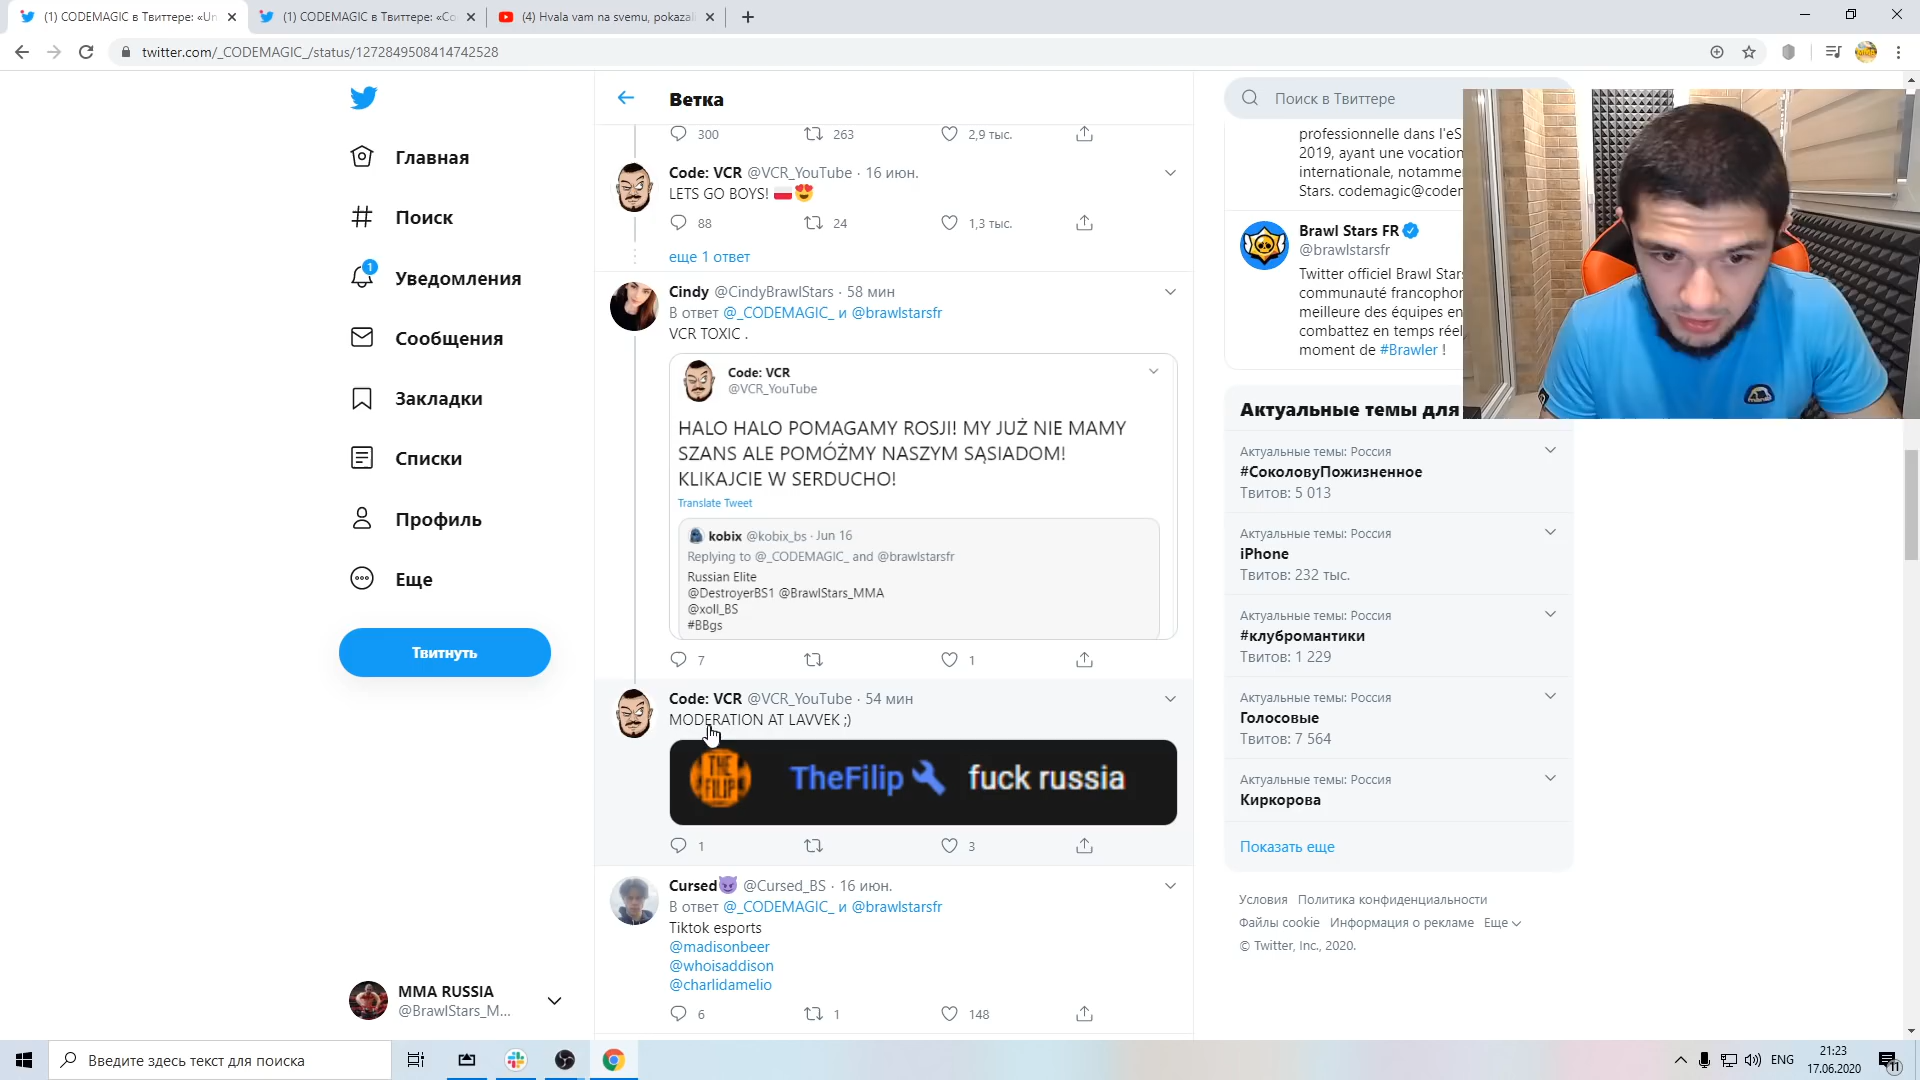 (1) CODEMAGIC в Твиттере: «Un
(1) CODEMAGIC в Твиттере: «Co
(4) Hvala vam na svemu, pokazal
twitter.com/_CODEMAGIC_/status/1272849508414742528
Главная
Поиск
1
Уведомления
Сообщения
Закладки
Списки
Профиль
Еще
Твитнуть
MMA RUSSIA
@BrawlStars_M...
Ветка
300 263 2,9 тыс.
Code: VCR @VCR_YouTube · 16 июн.
LETS GO BOYS!
88 24 1,3 тыс.
еще 1 ответ
Cindy @CindyBrawlStars · 58 мин
В ответ @_CODEMAGIC_ и @brawlstarsfr
VCR TOXIC .
Code: VCR
@VCR_YouTube
HALO HALO POMAGAMY ROSJI! MY JUŻ NIE MAMY
SZANS ALE POMÓŻMY NASZYM SĄSIADOM!
KLIKAJCIE W SERDUCHO!
Translate Tweet
kobix @kobix_bs · Jun 16
Replying to @_CODEMAGIC_ and @brawlstarsfr
Russian Elite
@DestroyerBS1 @BrawlStars_MMA
@xoll_BS
#BBgs
7 1
Code: VCR @VCR_YouTube · 54 мин
MODERATION AT LAVVEK ;)
THE FILIP
TheFilip fuck russia
1 3
Cursed @Cursed_BS · 16 июн.
В ответ @_CODEMAGIC_ и @brawlstarsfr
Tiktok esports
@madisonbeer
@whoisaddison
@charlidamelio
6 1 148
Поиск в Твиттере
professionnelle dans l'eS
2019, ayant une vocation
internationale, notamme
Stars. codemagic@coden
Brawl Stars FR
@brawlstarsfr
Twitter officiel Brawl Star
communauté francophon
meilleure des équipes en
combattez en temps réel
moment de #Brawler !
Актуальные темы для
Актуальные темы: Россия
#СоколовуПожизненное
Твитов: 5 013
Актуальные темы: Россия
iPhone
Твитов: 232 тыс.
Актуальные темы: Россия
#клубромантики
Твитов: 1 229
Актуальные темы: Россия
Голосовые
Твитов: 7 564
Актуальные темы: Россия
Киркорова
Показать еще
Условия Политика конфиденциальности
Файлы cookie Информация о рекламе Еще
© Twitter, Inc., 2020.
Введите здесь текст для поиска
ENG
21:23
17.06.2020
11